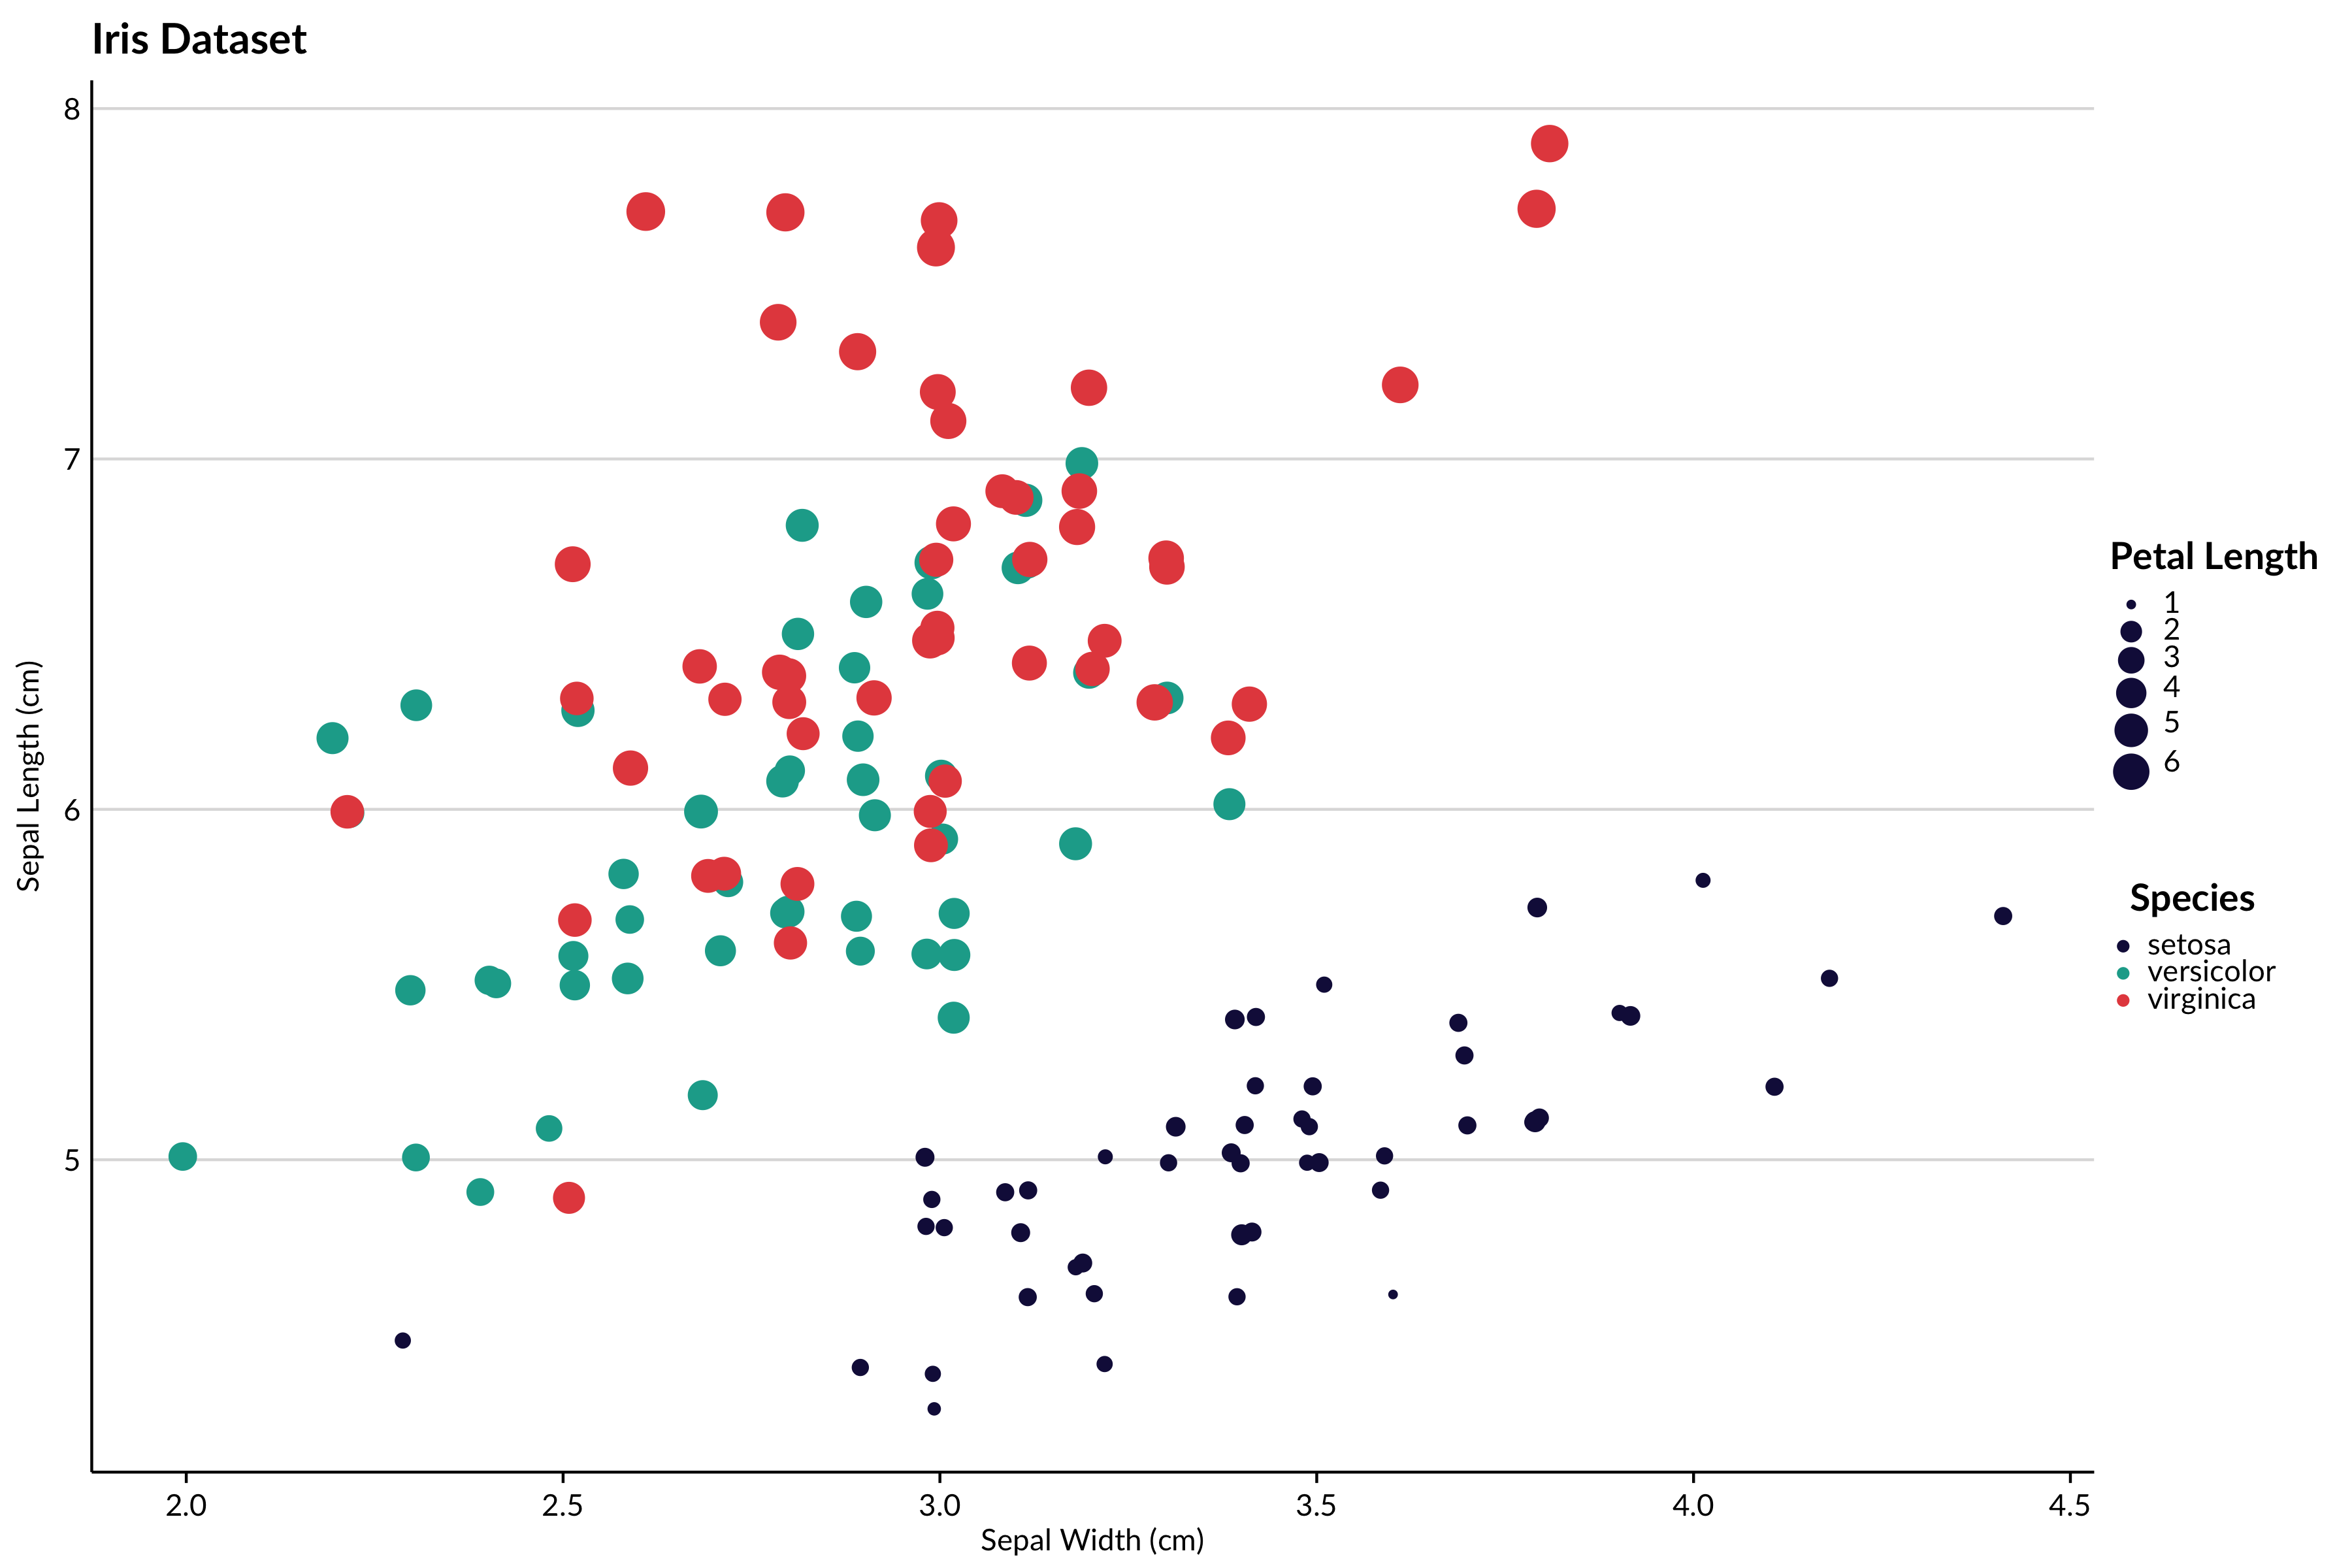 Iris Dataset
8
7
6
5
Sepal Length (cm)
2.0 2.5 3.0 3.5 4.0 4.5
Sepal Width (cm)
Petal Length
1
2
3
4
5
6
Species
setosa
versicolor
virginica